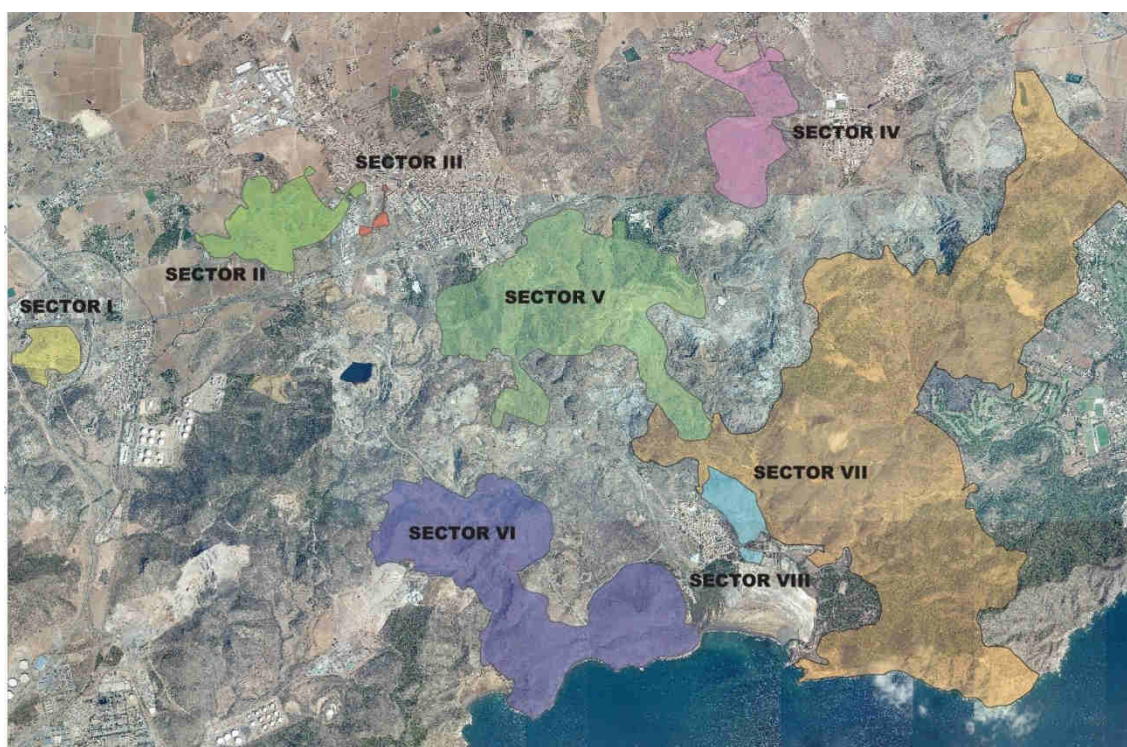 SECTOR IV
SECTOR III
SECTOR II
SECTOR I
SECTOR V
SECTOR VII
SECTOR VI
SECTOR VIII